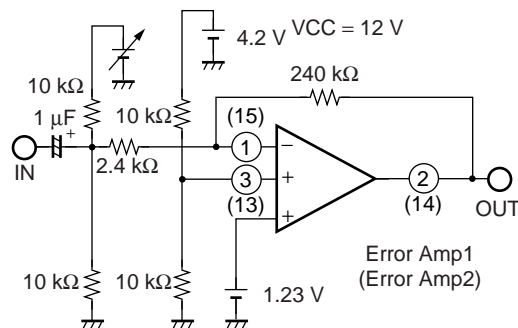 4.2 V
VCC = 12 V
240 kΩ
10 kΩ
10 kΩ
1 μF
+
(15)
IN
2.4 kΩ
1
−
3
+
2
(13)
+
(14)
OUT
10 kΩ
10 kΩ
1.23 V
Error Amp1
(Error Amp2)